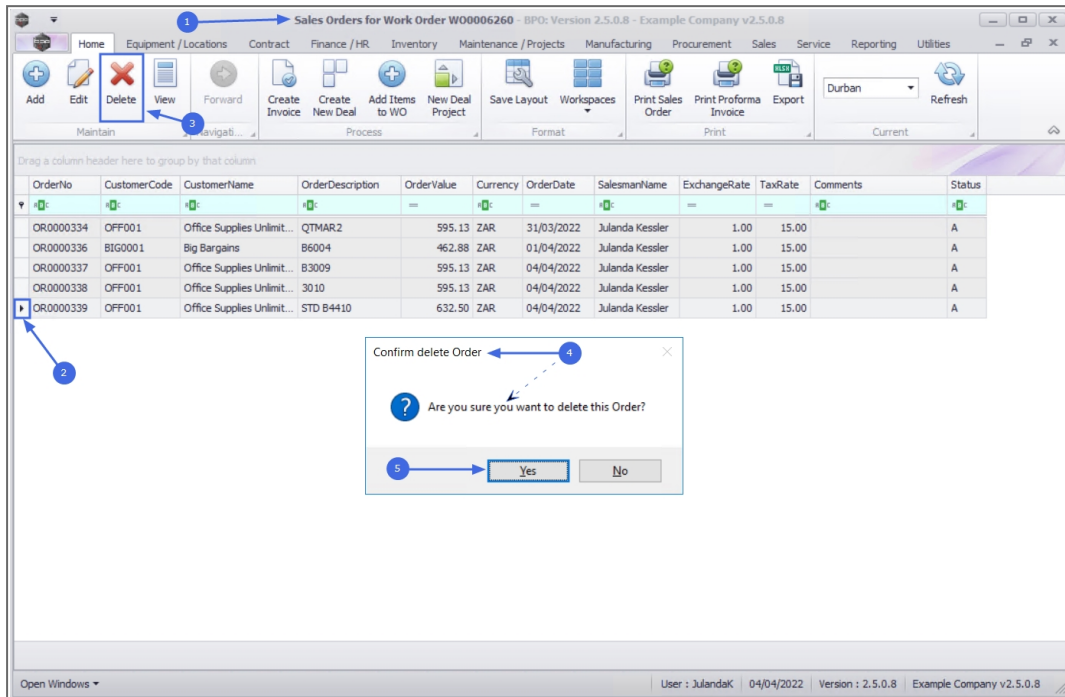 1
Sales Orders for Work Order WO0006260 - BPO: Version 2.5.0.8 - Example Company v2.5.0.8
Home Equipment / Locations Contract Finance / HR Inventory Maintenance / Projects Manufacturing Procurement Sales Service Reporting Utilities
Add Edit Delete View Forward Create Invoice Create New Deal Add Items to WO New Deal Project Save Layout Workspaces Print Sales Order Print Proforma Invoice Export Durban Refresh
3
Maintain Navigati... Process Format Print Current
Drag a column header here to group by that column
OrderNo CustomerCode CustomerName OrderDescription OrderValue Currency OrderDate SalesmanName ExchangeRate TaxRate Comments Status
OR0000334 OFF001 Office Supplies Unlimit... QTMAR2 595.13 ZAR 31/03/2022 Julanda Kessler 1.00 15.00 A
OR0000336 BIG0001 Big Bargains B6004 462.88 ZAR 01/04/2022 Julanda Kessler 1.00 15.00 A
OR0000337 OFF001 Office Supplies Unlimit... B3009 595.13 ZAR 04/04/2022 Julanda Kessler 1.00 15.00 A
OR0000338 OFF001 Office Supplies Unlimit... 3010 595.13 ZAR 04/04/2022 Julanda Kessler 1.00 15.00 A
OR0000339 OFF001 Office Supplies Unlimit... STD B4410 632.50 ZAR 04/04/2022 Julanda Kessler 1.00 15.00 A
2
Confirm delete Order
4
Are you sure you want to delete this Order?
5
Yes No
Open Windows User : JulandaK 04/04/2022 Version : 2.5.0.8 Example Company v2.5.0.8